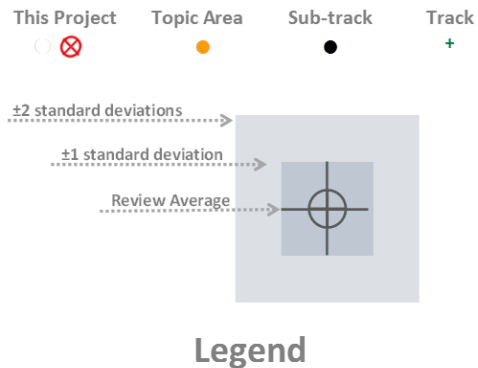 This Project Topic Area Sub-track Track
±2 standard deviations
±1 standard deviation
Review Average
Legend